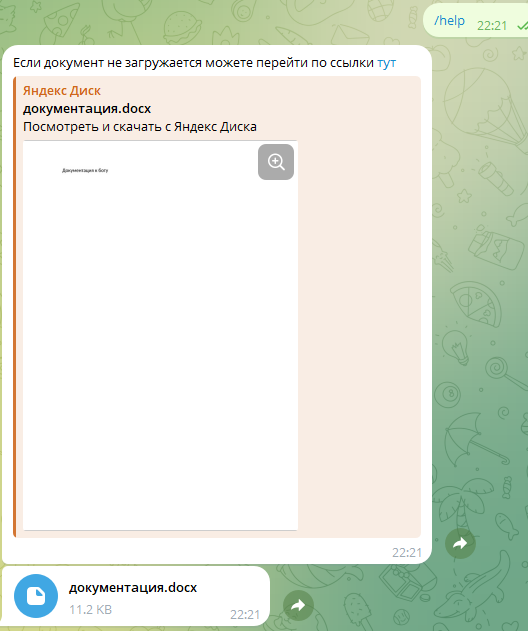 /help
22:21
Если документ не загружается можете перейти по ссылки тут
Яндекс Диск
документация.docx
Посмотреть и скачать с Яндекс Диска
Документация к боту
22:21
документация.docx
11.2 KB
22:21